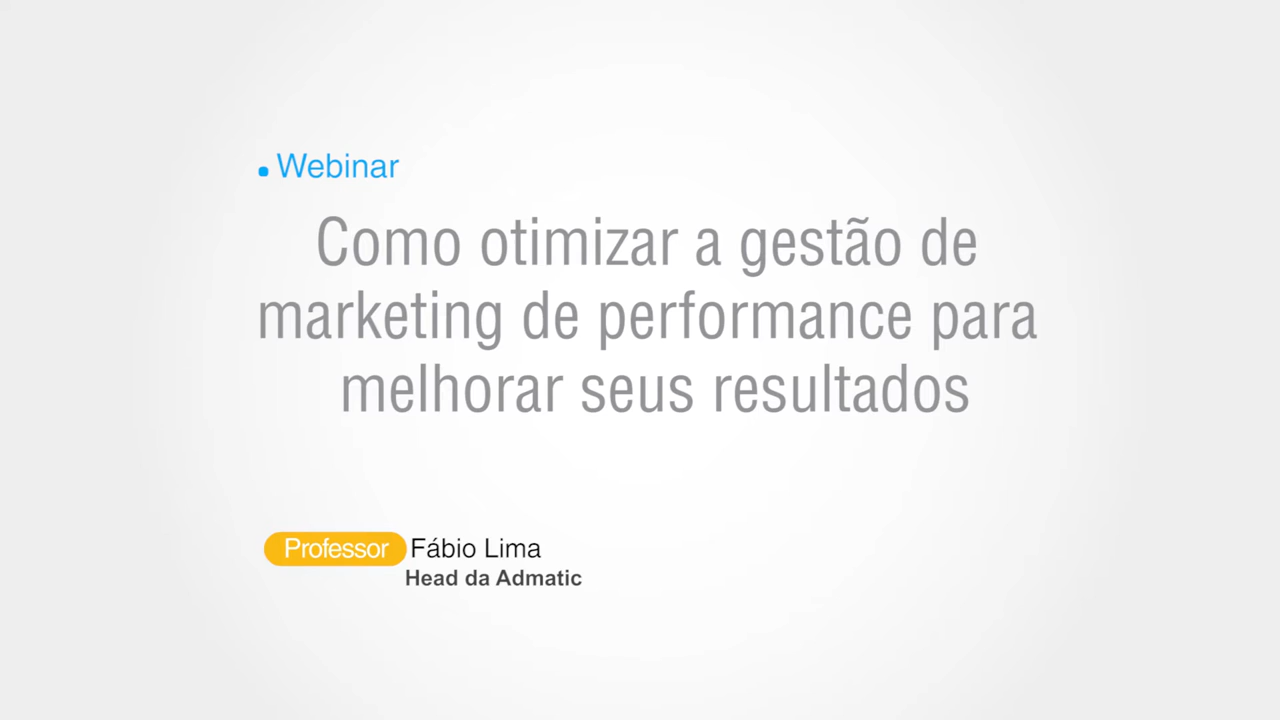 Webinar
Como otimizar a gestão de
marketing de performance para
melhorar seus resultados
Professor Fábio Lima
Head da Admatic